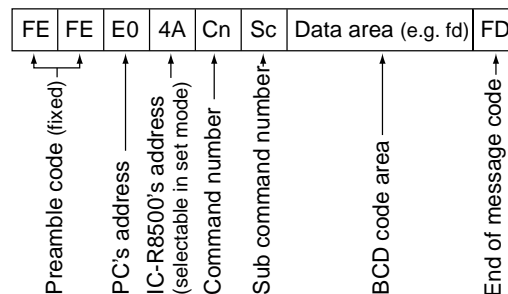 FE FE E0 4A Cn Sc Data area (e.g. fd) FD
Preamble code (fixed)
PC's address
IC-R8500's address
(selectable in set mode)
Command number
Sub command number
BCD code area
End of message code